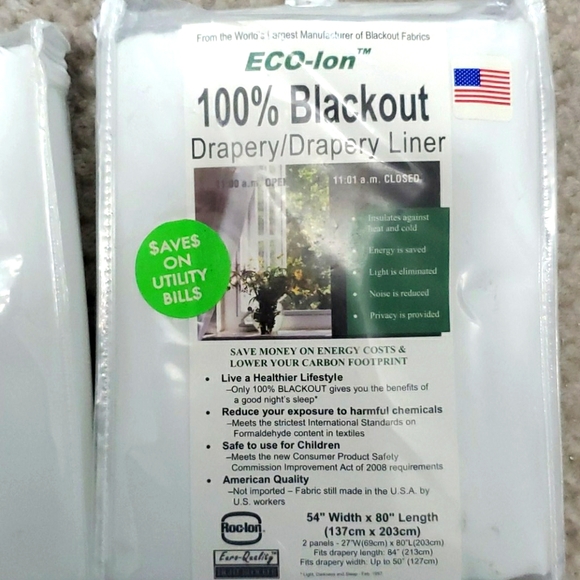 From the World's Largest Manufacturer of Blackout Fabrics
ECO-Ion™
100% Blackout
Drapery/Drapery Liner
11:00 a.m. OPEN
11:01 a.m. CLOSED
Insulates against
heat and cold
Energy is saved
Light is eliminated
Noise is reduced
Privacy is provided
$AVE$
ON
UTILITY
BILL$
SAVE MONEY ON ENERGY COSTS &
LOWER YOUR CARBON FOOTPRINT
• Live a Healthier Lifestyle
–Only 100% BLACKOUT gives you the benefits of
a good night's sleep*
• Reduce your exposure to harmful chemicals
–Meets the strictest International Standards on
Formaldehyde content in textiles
• Safe to use for Children
–Meets the new Consumer Product Safety
Commission Improvement Act of 2008 requirements
• American Quality
–Not imported – Fabric still made in the U.S.A. by
U.S. workers
Roc-lon®
Euro-Quality™
54" Width x 80" Length
(137cm x 203cm)
2 panels - 27"W(69cm) x 80"L(203cm)
Fits drapery length: 84" (213cm)
Fits drapery width: Up to 50" (127cm)